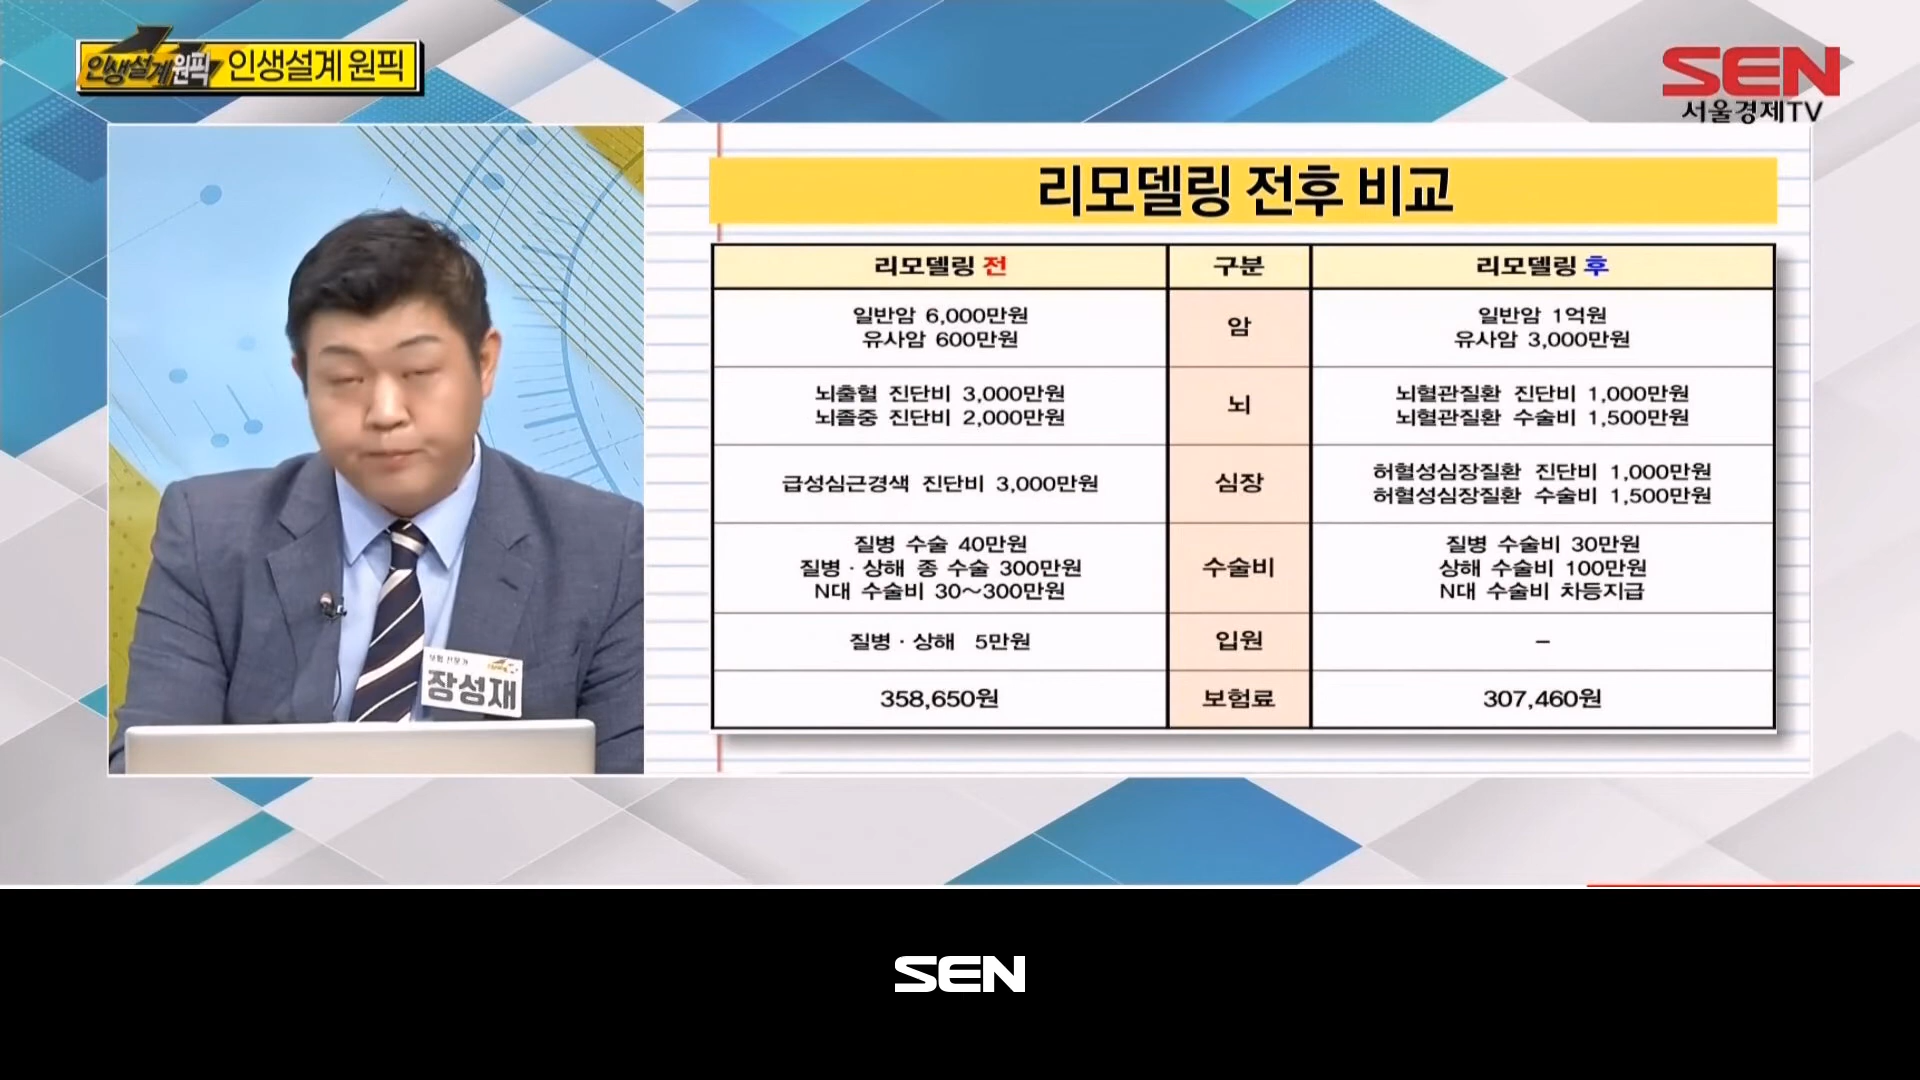 인생설계원픽 인생설계 원픽
SEN
서울경제TV
리모델링 전후 비교
리모델링 전 구분 리모델링 후
일반암 6,000만원
유사암 600만원
암
일반암 1억원
유사암 3,000만원
뇌출혈 진단비 3,000만원
뇌졸중 진단비 2,000만원
뇌
뇌혈관질환 진단비 1,000만원
뇌혈관질환 수술비 1,500만원
급성심근경색 진단비 3,000만원
심장
허혈성심장질환 진단비 1,000만원
허혈성심장질환 수술비 1,500만원
질병 수술 40만원
질병 · 상해 종 수술 300만원
N대 수술비 30~300만원
수술비
질병 수술비 30만원
상해 수술비 100만원
N대 수술비 차등지급
질병 · 상해 5만원
입원
–
358,650원
보험료
307,460원
보험 전문가
장성재
SEN